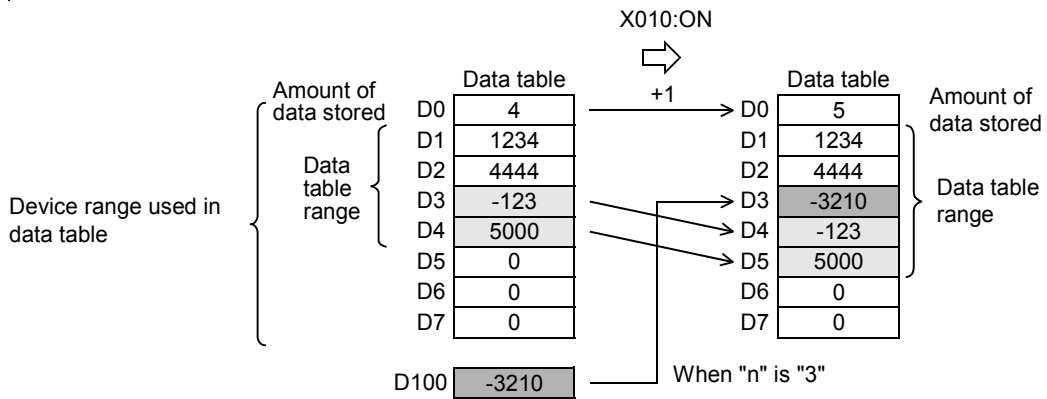 X010:ON
Data table
Data table
Amount of
data stored
+1
Amount of
data stored
D0 4
D0 5
D1 1234
D1 1234
D2 4444
D2 4444
Data
table
range
D3 -123
D3 -3210
Data table
range
Device range used in
data table
D4 5000
D4 -123
D5 0
D5 5000
D6 0
D6 0
D7 0
D7 0
D100 -3210
When "n" is "3"